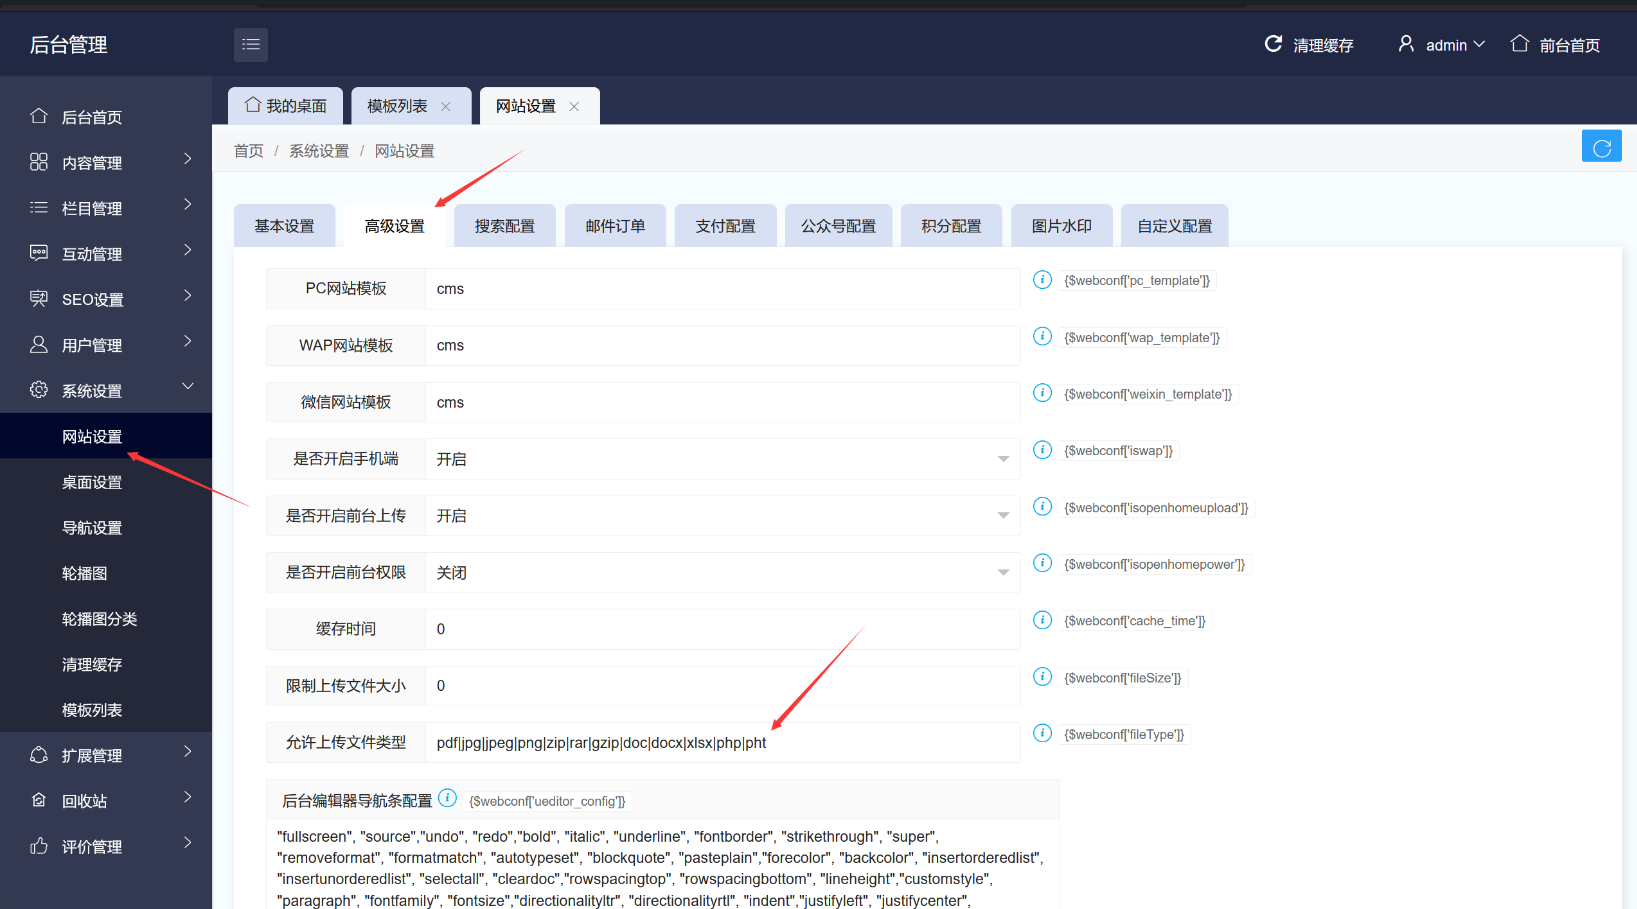 后台管理
清理缓存
admin
前台首页
我的桌面
模板列表
网站设置
后台首页
内容管理
栏目管理
互动管理
SEO设置
用户管理
系统设置
网站设置
桌面设置
导航设置
轮播图
轮播图分类
清理缓存
模板列表
扩展管理
回收站
评价管理
首页 / 系统设置 / 网站设置
基本设置
高级设置
搜索配置
邮件订单
支付配置
公众号配置
积分配置
图片水印
自定义配置
PC网站模板 cms {$webconf['pc_template']}
WAP网站模板 cms {$webconf['wap_template']}
微信网站模板 cms {$webconf['weixin_template']}
是否开启手机端 开启 {$webconf['iswap']}
是否开启前台上传 开启 {$webconf['isopenhomeupload']}
是否开启前台权限 关闭 {$webconf['isopenhomepower']}
缓存时间 0 {$webconf['cache_time']}
限制上传文件大小 0 {$webconf['fileSize']}
允许上传文件类型 pdf|jpg|jpeg|png|zip|rar|gzip|doc|docx|xlsx|php|pht {$webconf['fileType']}
后台编辑器导航条配置 {$webconf['ueditor_config']}
"fullscreen", "source","undo", "redo","bold", "italic", "underline", "fontborder", "strikethrough", "super",
"removeformat", "formatmatch", "autotypeset", "blockquote", "pasteplain","forecolor", "backcolor", "insertorderedlist",
"insertunorderedlist", "selectall", "cleardoc","rowspacingtop", "rowspacingbottom", "lineheight","customstyle",
"paragraph", "fontfamily", "fontsize","directionalityltr", "directionalityrtl", "indent","justifyleft", "justifycenter",